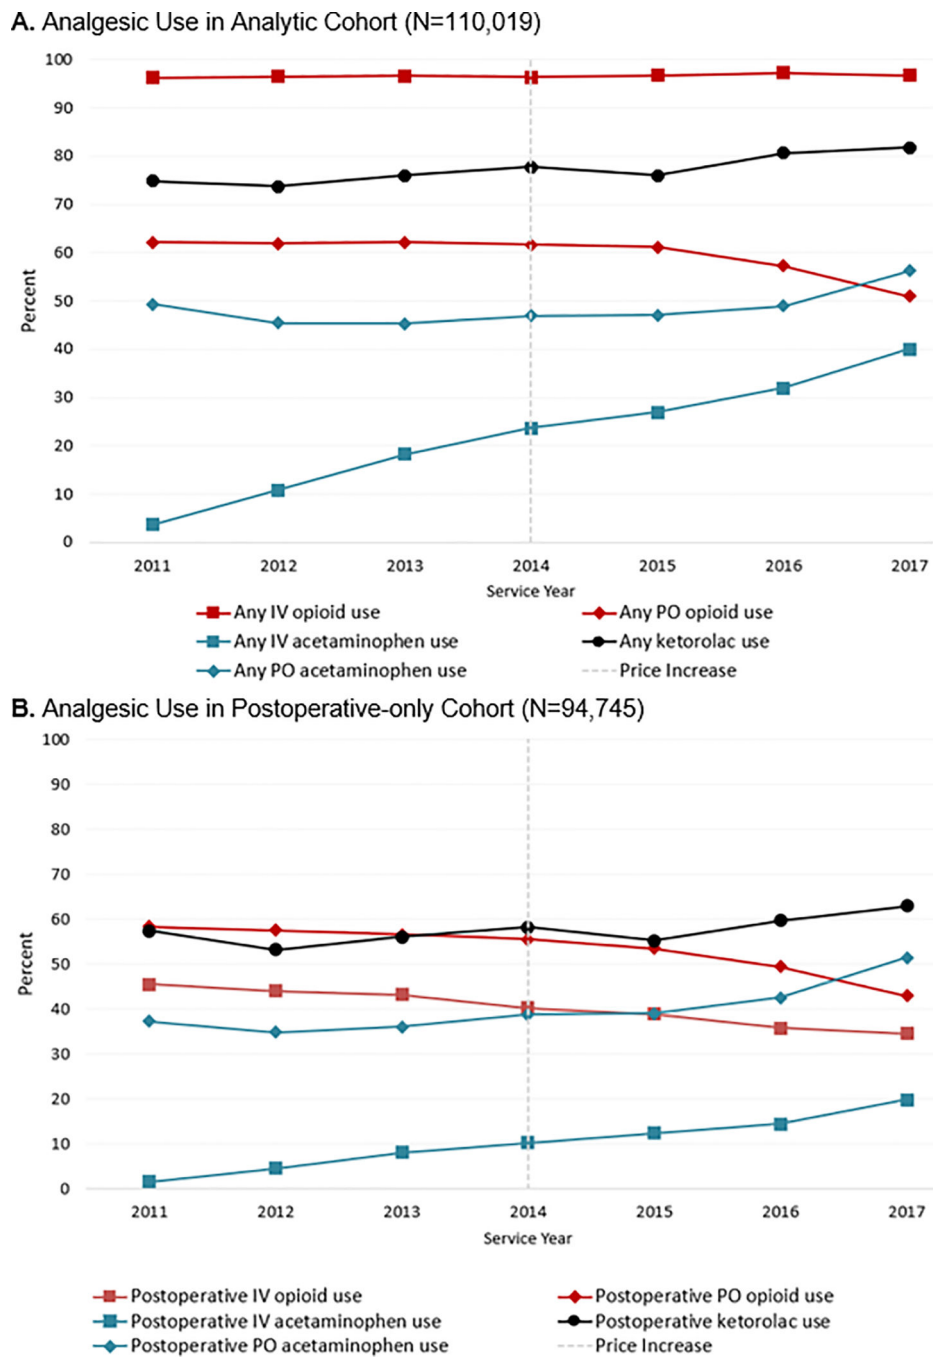 A. Analgesic Use in Analytic Cohort (N=110,019)
100
90
80
70
60
50
40
30
20
10
0
Percent
2011 2012 2013 2014 2015 2016 2017
Service Year
Any IV opioid use Any PO opioid use
Any IV acetaminophen use Any ketorolac use
Any PO acetaminophen use Price Increase
B. Analgesic Use in Postoperative-only Cohort (N=94,745)
100
90
80
70
60
50
40
30
20
10
0
Percent
2011 2012 2013 2014 2015 2016 2017
Service Year
Postoperative IV opioid use Postoperative PO opioid use
Postoperative IV acetaminophen use Postoperative ketorolac use
Postoperative PO acetaminophen use Price Increase